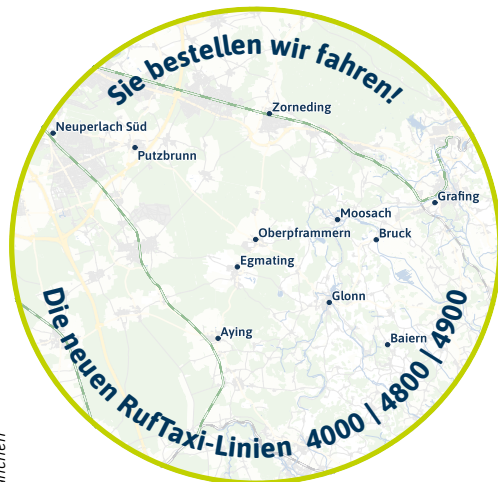 Sie bestellen wir fahren!
Zorneding
Neuperlach Süd
Putzbrunn
Grafing
Moosach
Oberpframmern
Bruck
Egmating
Glonn
Aying
Baiern
Die neuen RufTaxi-Linien 4000 | 4800 | 4900